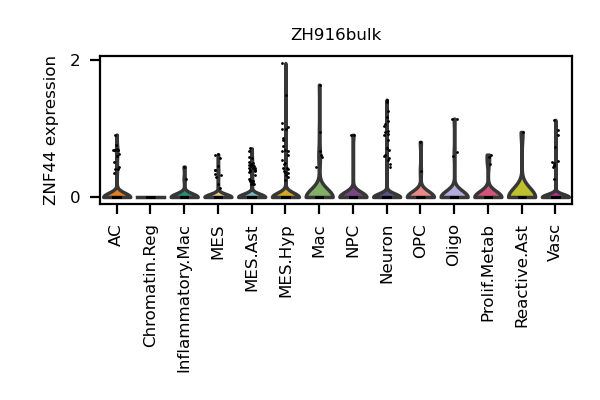 ZH916bulk
ZNF44 expression
2
0
AC
Chromatin.Reg
Inflammatory.Mac
MES
MES.Ast
MES.Hyp
Mac
NPC
Neuron
OPC
Oligo
Prolif.Metab
Reactive.Ast
Vasc